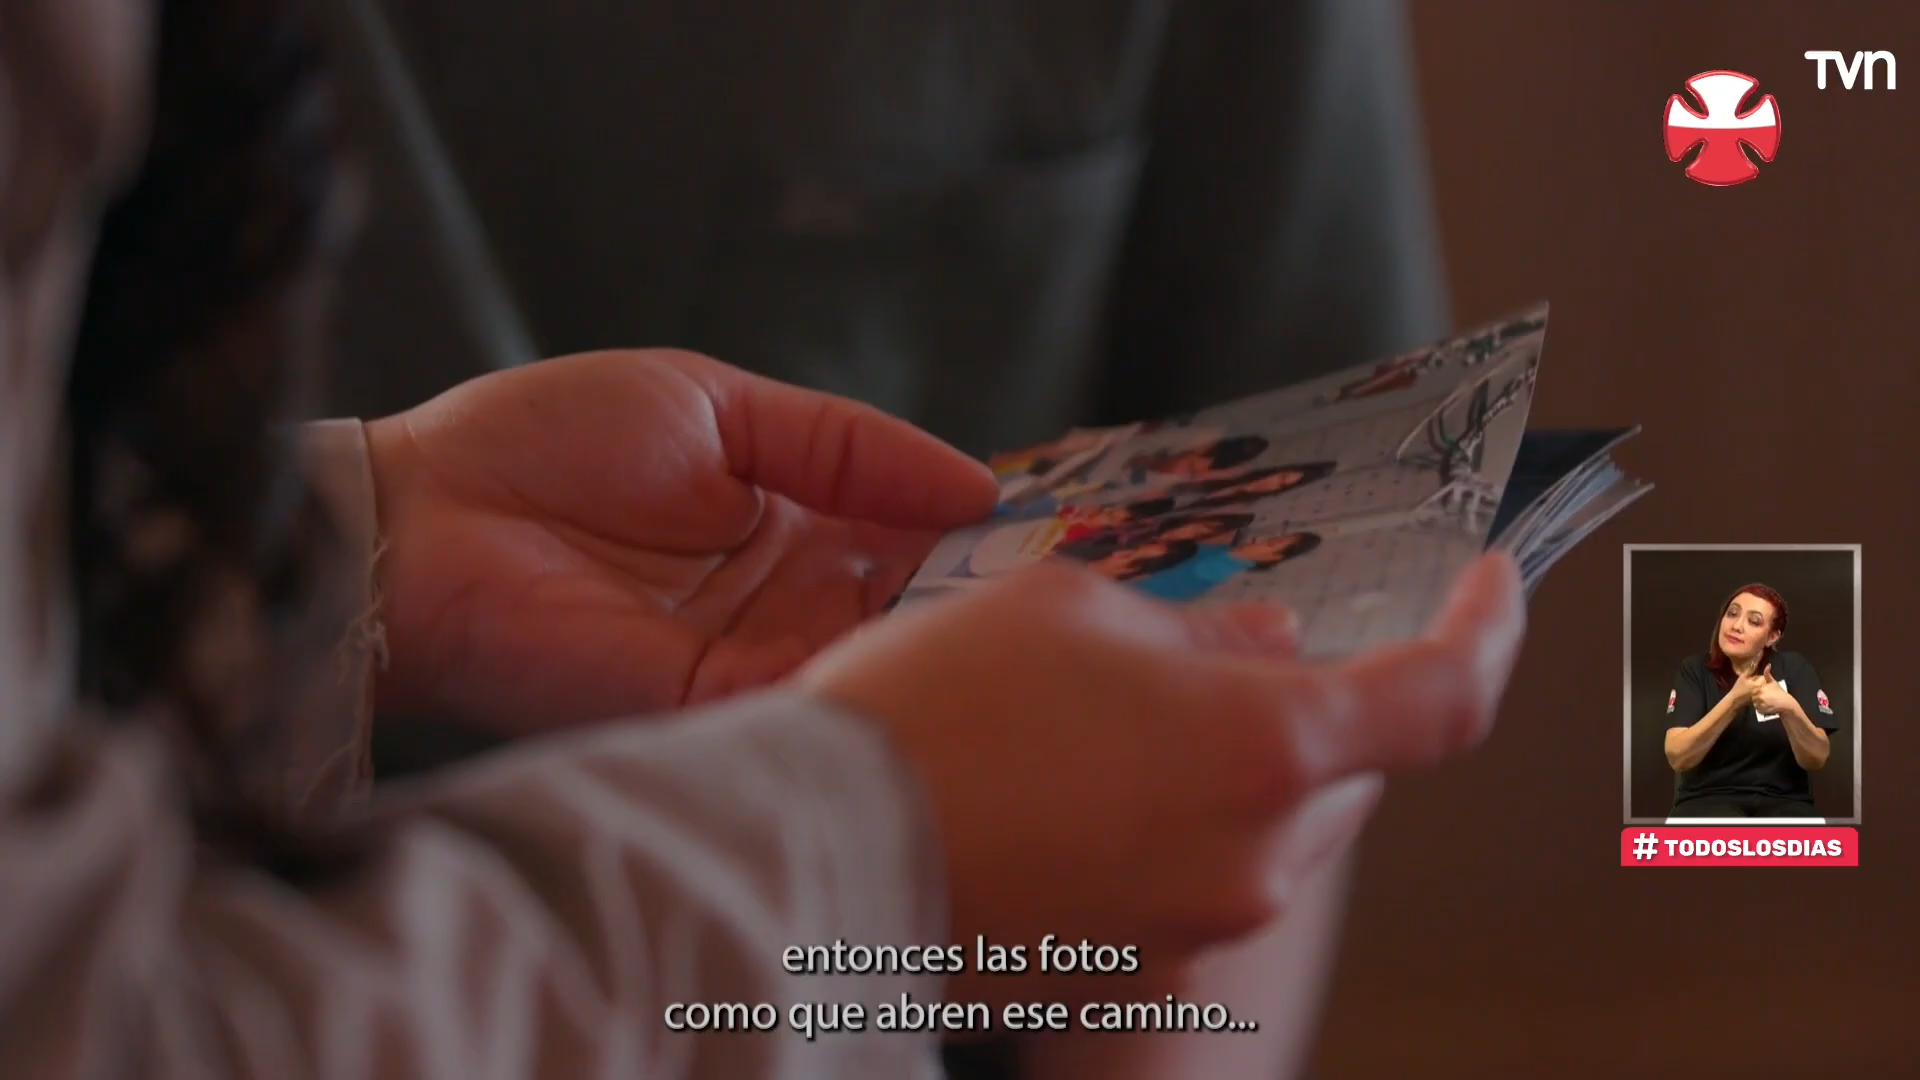 TVN
# TODOSLOSDIAS
entonces las fotos
como que abren ese camino...